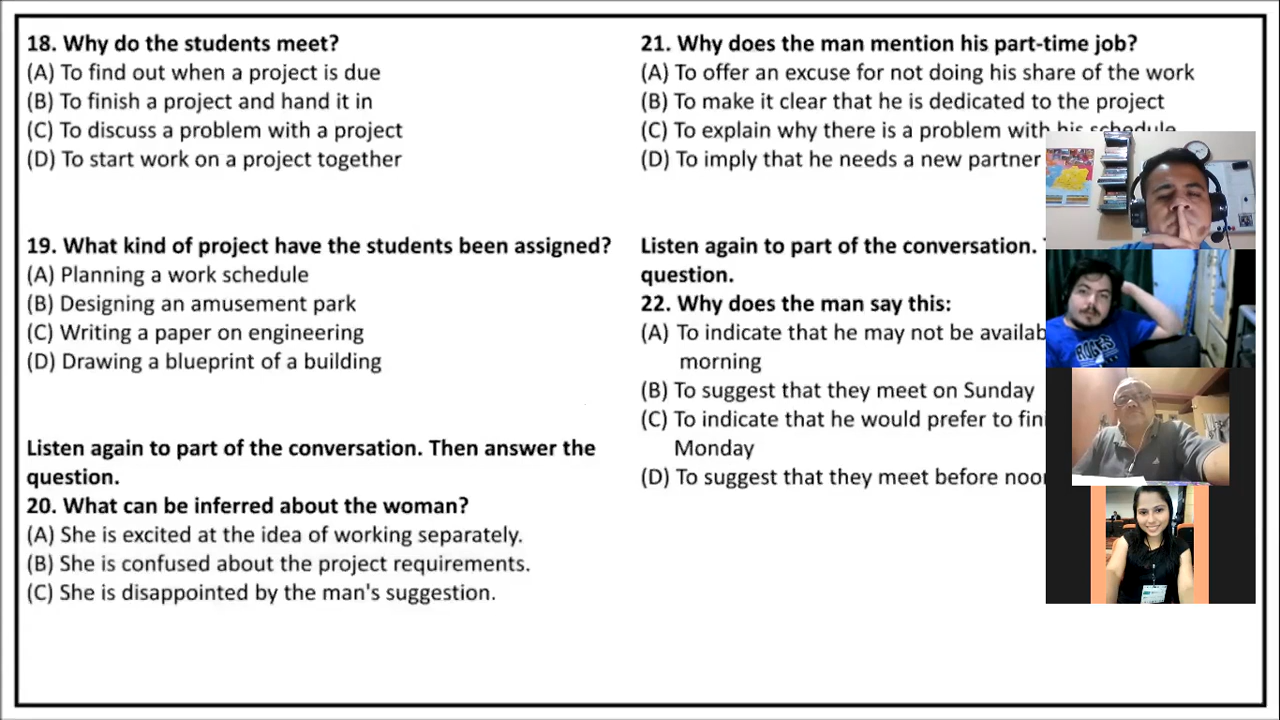 18. Why do the students meet?
(A) To find out when a project is due
(B) To finish a project and hand it in
(C) To discuss a problem with a project
(D) To start work on a project together
19. What kind of project have the students been assigned?
(A) Planning a work schedule
(B) Designing an amusement park
(C) Writing a paper on engineering
(D) Drawing a blueprint of a building
Listen again to part of the conversation. Then answer the
question.
20. What can be inferred about the woman?
(A) She is excited at the idea of working separately.
(B) She is confused about the project requirements.
(C) She is disappointed by the man's suggestion.
21. Why does the man mention his part-time job?
(A) To offer an excuse for not doing his share of the work
(B) To make it clear that he is dedicated to the project
(C) To explain why there is a problem with his schedule
(D) To imply that he needs a new partner
Listen again to part of the conversation.
question.
22. Why does the man say this:
(A) To indicate that he may not be
morning
(B) To suggest that they meet on Sunday
(C) To indicate that he would prefer to
Monday
(D) To suggest that they meet before